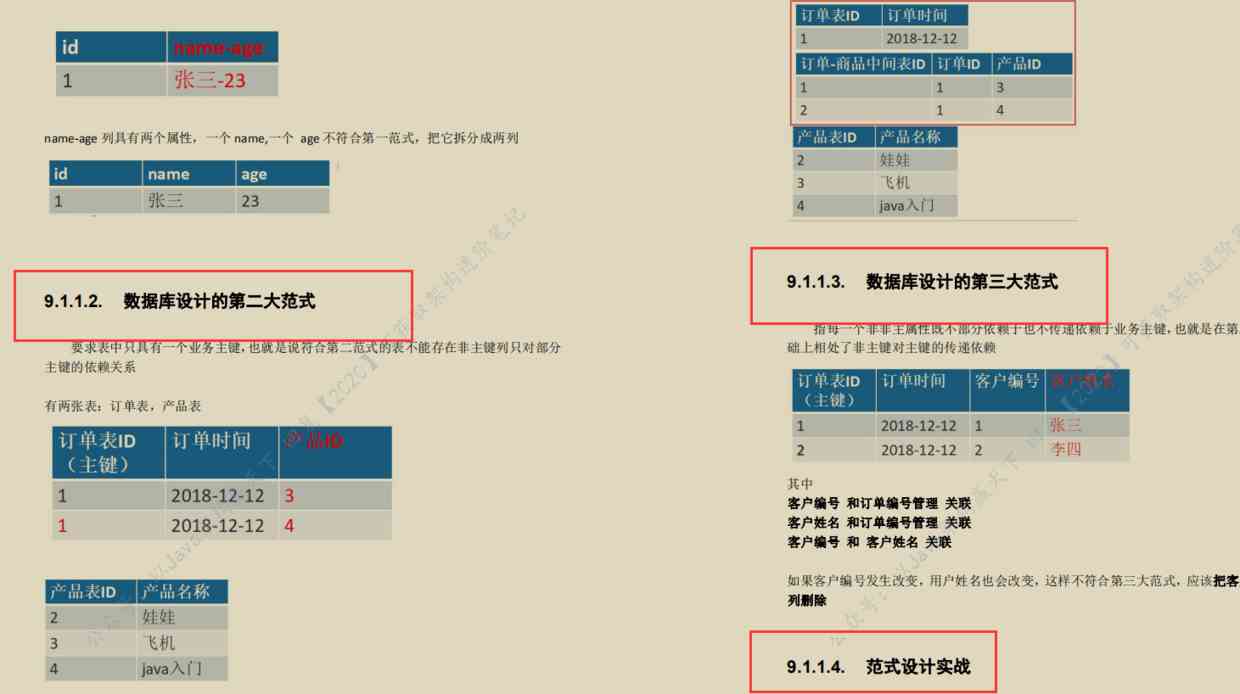 id name-age
1 张三-23
name-age 列具有两个属性，一个 name,一个 age 不符合第一范式，把它拆分成两列
id name age
1 张三 23
9.1.1.2. 数据库设计的第二大范式
要求表中只具有一个业务主键,也就是说符合第二范式的表不能存在非主键列只对部分
主键的依赖关系
有两张表：订单表，产品表
订单表ID 订单时间 产品ID
（主键）
1 2018-12-12 3
1 2018-12-12 4
产品表ID 产品名称
2 娃娃
3 飞机
4 java入门
订单表ID 订单时间
1 2018-12-12
订单-商品中间表ID 订单ID 产品ID
1 1 3
2 1 4
产品表ID 产品名称
2 娃娃
3 飞机
4 java入门
9.1.1.3. 数据库设计的第三大范式
指每一个非非主属性既不部分依赖于也不传递依赖于业务主键,也就是在第
础上相处了非主键对主键的传递依赖
订单表ID 订单时间 客户编号 客户姓名
（主键）
1 2018-12-12 1 张三
2 2018-12-12 2 李四
其中
客户编号 和订单编号管理 关联
客户姓名 和订单编号管理 关联
客户编号 和 客户姓名 关联
如果客户编号发生改变，用户姓名也会改变，这样不符合第三大范式，应该把客
列删除
9.1.1.4. 范式设计实战